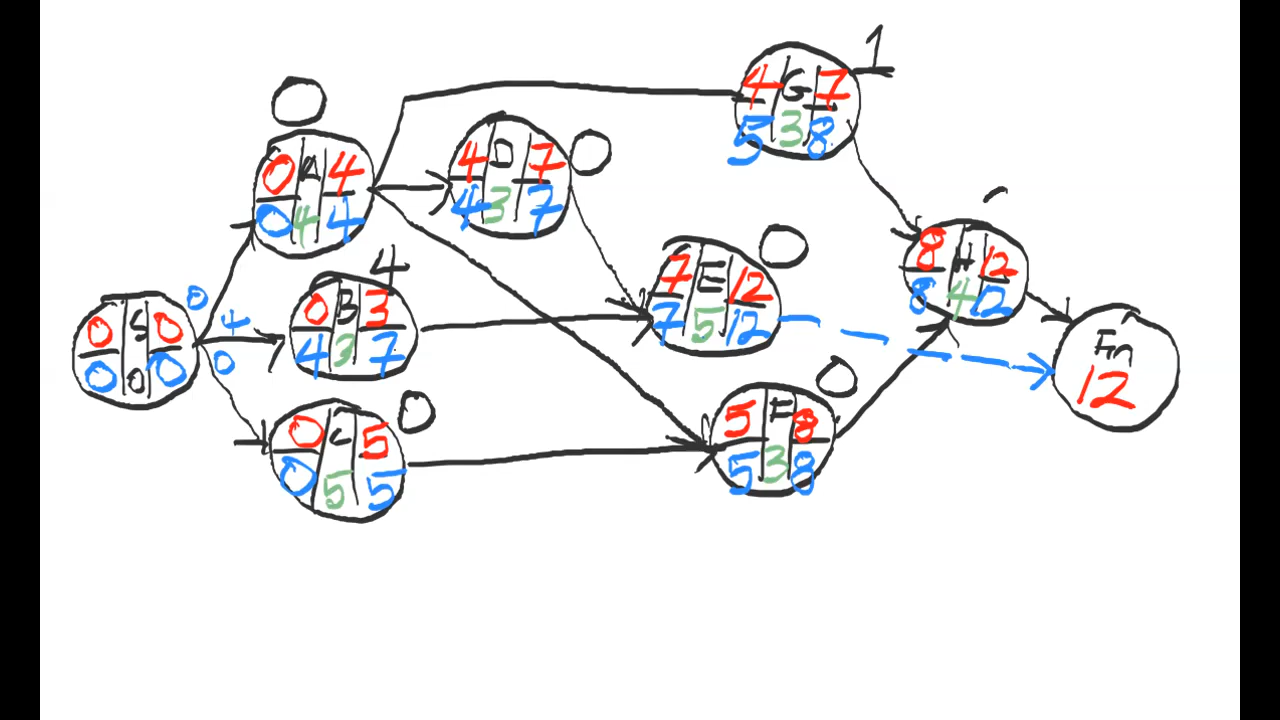 1
4 G 7
5 3 8
0
0 A 4
0 4 4
4 D 7
4 3 7
0
8 H 12
8 4 12
7 E 12
7 5 12
0
4
0 B 3
4 3 7
0 S 0
0 0 0
0
4
0
Fin
12
0
0 C 5
0 5 5
0
5 F 8
5 3 8